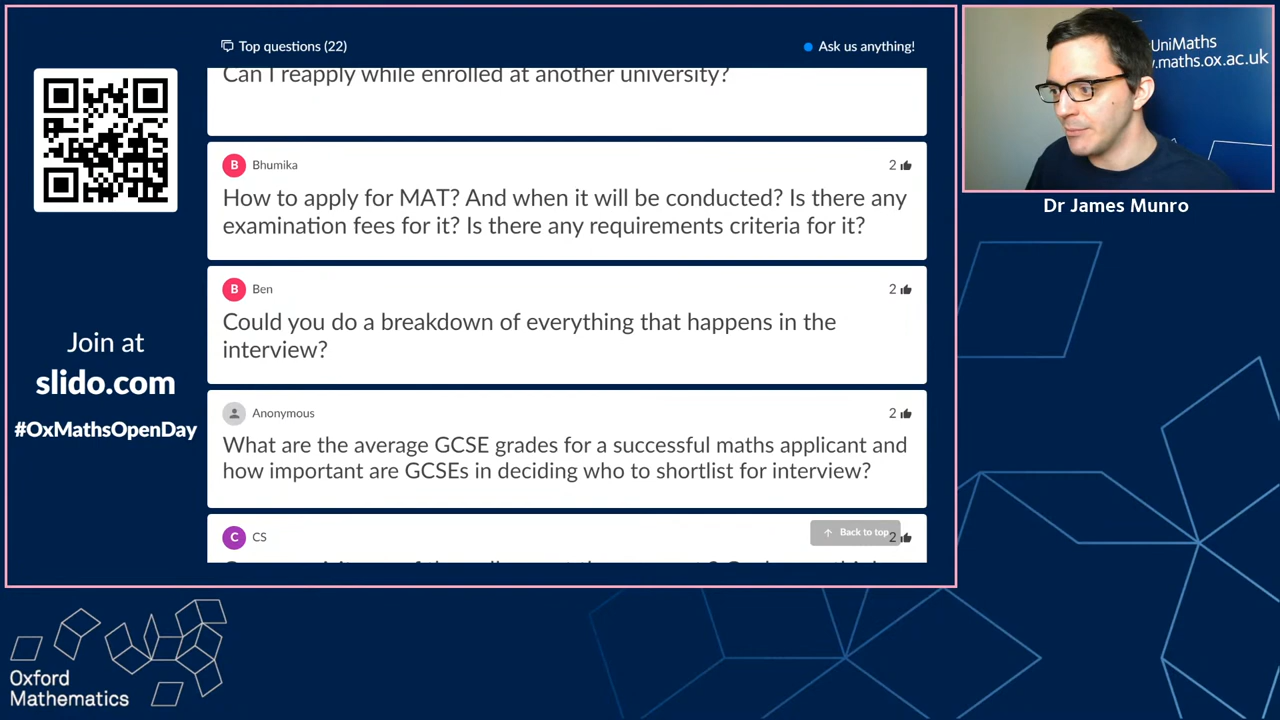 Top questions (22)
Ask us anything!
Can I reapply while enrolled at another university?
B Bhumika 2
How to apply for MAT? And when it will be conducted? Is there any
examination fees for it? Is there any requirements criteria for it?
B Ben 2
Could you do a breakdown of everything that happens in the
interview?
Anonymous 2
What are the average GCSE grades for a successful maths applicant and
how important are GCSEs in deciding who to shortlist for interview?
C CS 2
Back to top
Join at
slido.com
#OxMathsOpenDay
UniMaths
.maths.ox.ac.uk
Dr James Munro
Oxford
Mathematics